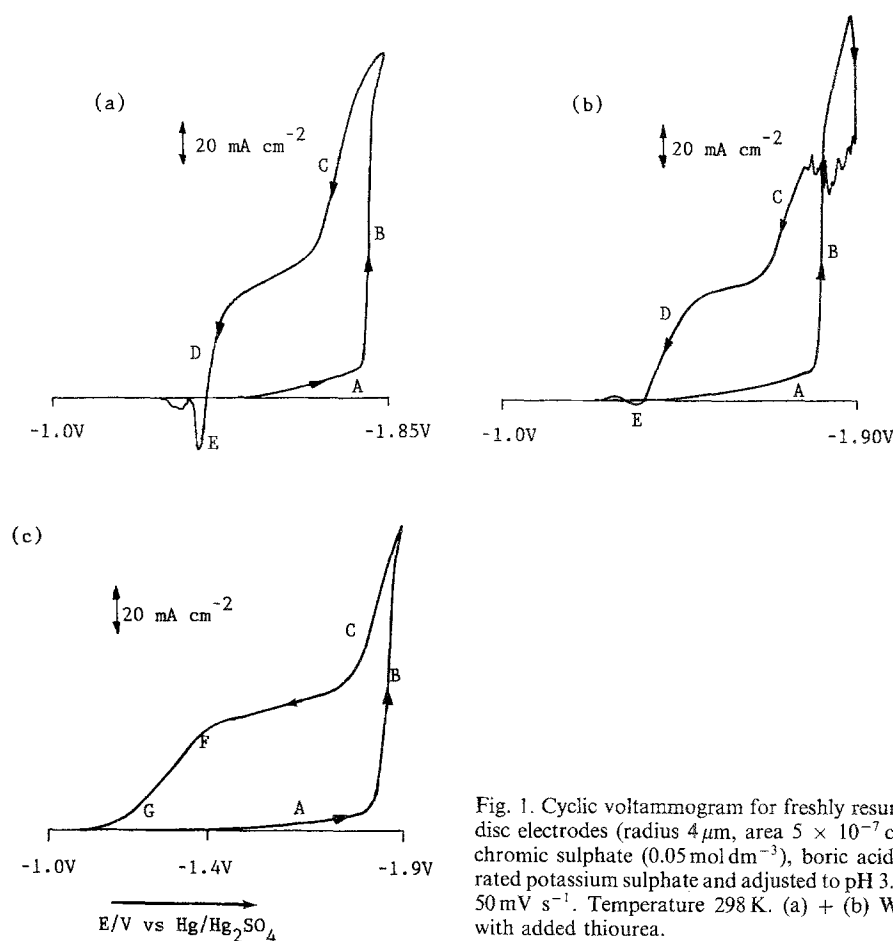 (a)
20 mA cm-2
C
B
D
A
E
-1.0V
-1.85V
(b)
20 mA cm-2
C
B
D
A
E
-1.0V
-1.90V
(c)
20 mA cm-2
C
B
F
A
G
-1.0V
-1.4V
-1.9V
E/V vs Hg/Hg2SO4
Fig. 1. Cyclic voltammogram for freshly resur
disc electrodes (radius 4 μm, area 5 × 10−7 c
chromic sulphate (0.05 mol dm−3), boric acid
rated potassium sulphate and adjusted to pH 3.
50 mV s−1. Temperature 298 K. (a) + (b) W
with added thiourea.